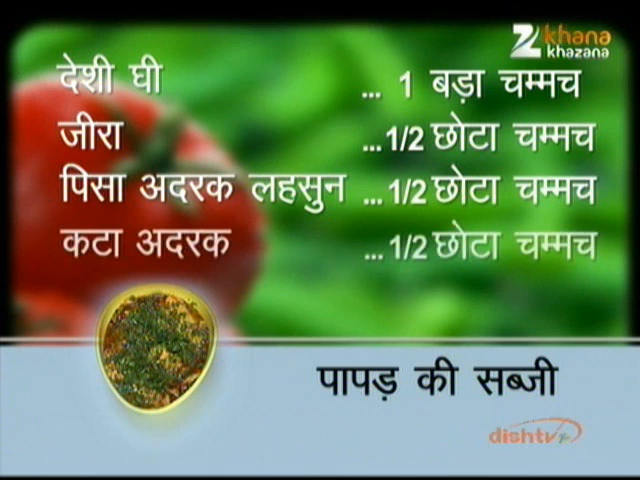 Z khana khazana
देशी घी ... 1 बड़ा चम्मच
जीरा ...1/2 छोटा चम्मच
पिसा अदरक लहसुन ...1/2 छोटा चम्मच
कटा अदरक ...1/2 छोटा चम्मच
पापड़ की सब्जी
dishtv